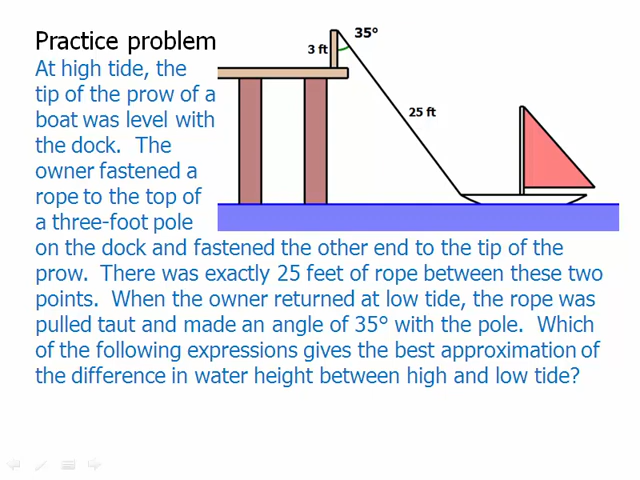 Practice problem
At high tide, the
tip of the prow of a
boat was level with
the dock.  The
owner fastened a
rope to the top of
a three-foot pole
on the dock and fastened the other end to the tip of the
prow.  There was exactly 25 feet of rope between these two
points.  When the owner returned at low tide, the rope was
pulled taut and made an angle of 35° with the pole.  Which
of the following expressions gives the best approximation of
the difference in water height between high and low tide?
35°
3 ft
25 ft